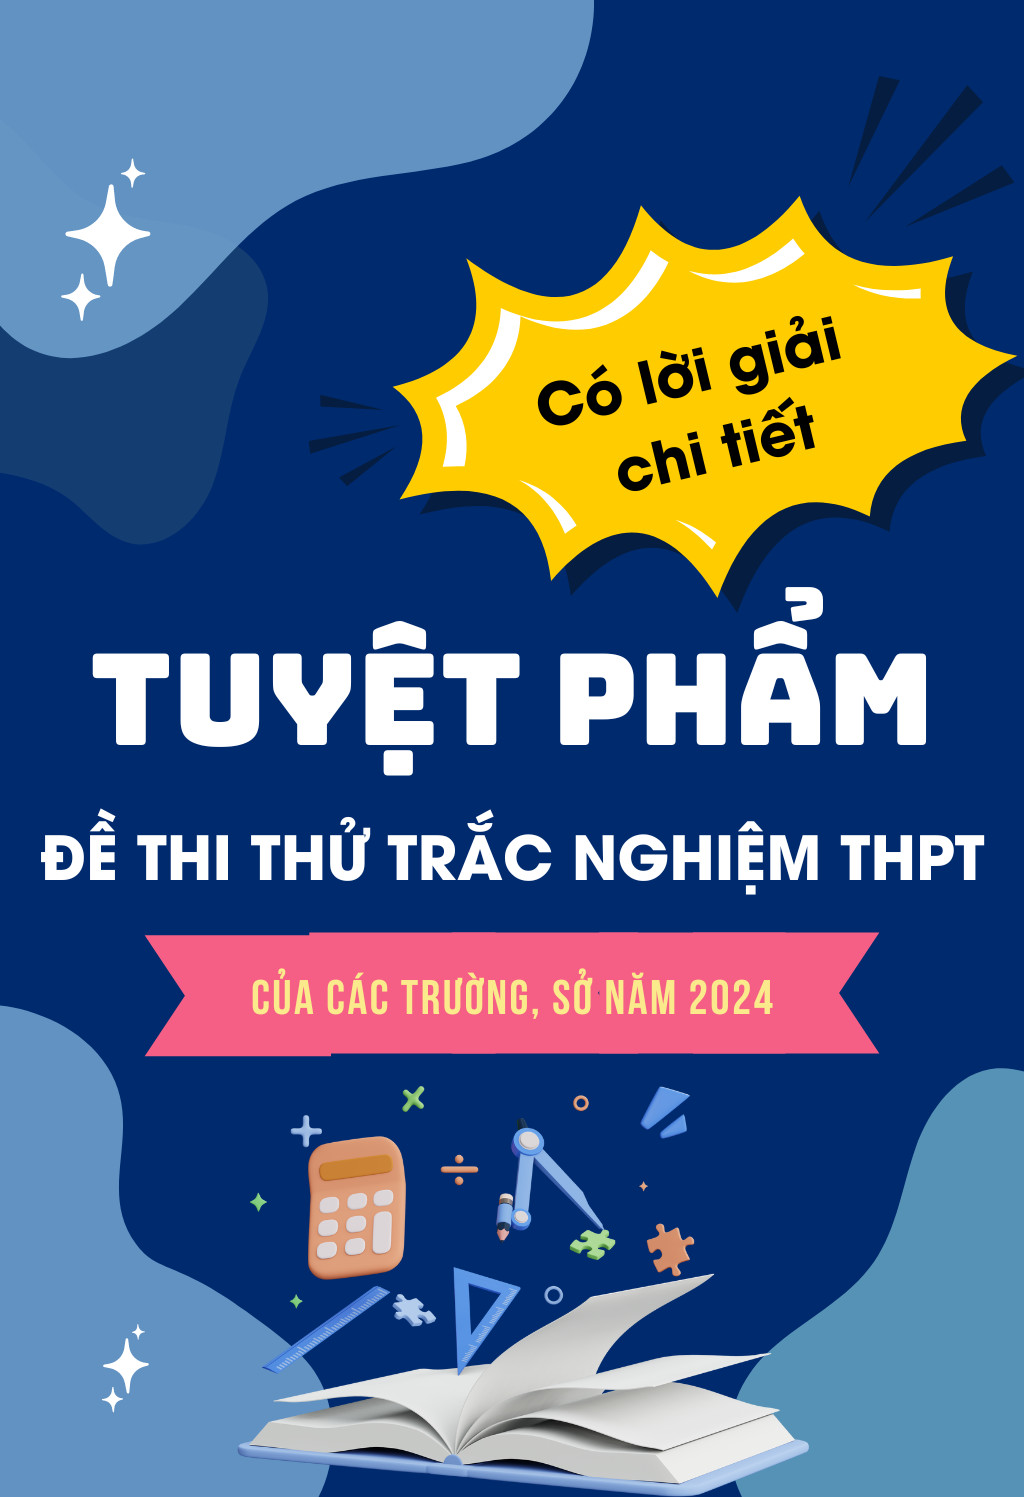 Có lời giải
chi tiết
TUYỆT PHẨM
ĐỀ THI THỬ TRẮC NGHIỆM THPT
CỦA CÁC TRƯỜNG, SỞ NĂM 2024